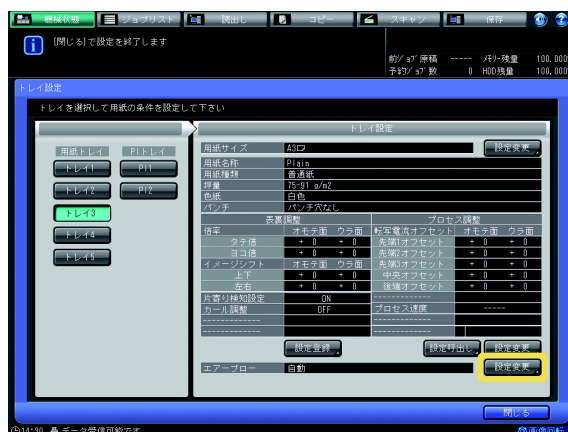 機械状態 ジョブリスト 読出し コピー スキャン 保存
[閉じる]で設定を終了します
前ジョブ原稿 ----- メモリー残量 100.000
予約ジョブ数 0 HDD残量 100.000
トレイ設定
トレイを選択して用紙の条件を設定して下さい
用紙トレイ PIトレイ
トレイ1 PI1
トレイ2 PI2
トレイ3
トレイ4
トレイ5
トレイ設定
用紙サイズ A3 設定変更
用紙名称 Plain
用紙種類 普通紙
坪量 75-91 g/m2
色紙 白色
パンチ パンチ穴なし
表裏調整 プロセス調整
倍率 オモテ面 ウラ面 転写電流オフセット オモテ面 ウラ面
タテ倍 + 0 + 0 先端1オフセット + 0 + 0
ヨコ倍 + 0 + 0 先端2オフセット + 0 + 0
イメージシフト オモテ面 ウラ面 先端3オフセット + 0 + 0
上下 + 0 + 0 中央オフセット + 0 + 0
左右 + 0 + 0 後端オフセット + 0 + 0
片寄り検知設定 ON -------------
カール調整 OFF プロセス速度 -----
------------- -------------
------------- -------------
設定登録 設定呼出し 設定変更
エアーブロー 自動 設定変更
閉じる
14:30 データ受信可能です 画像回転